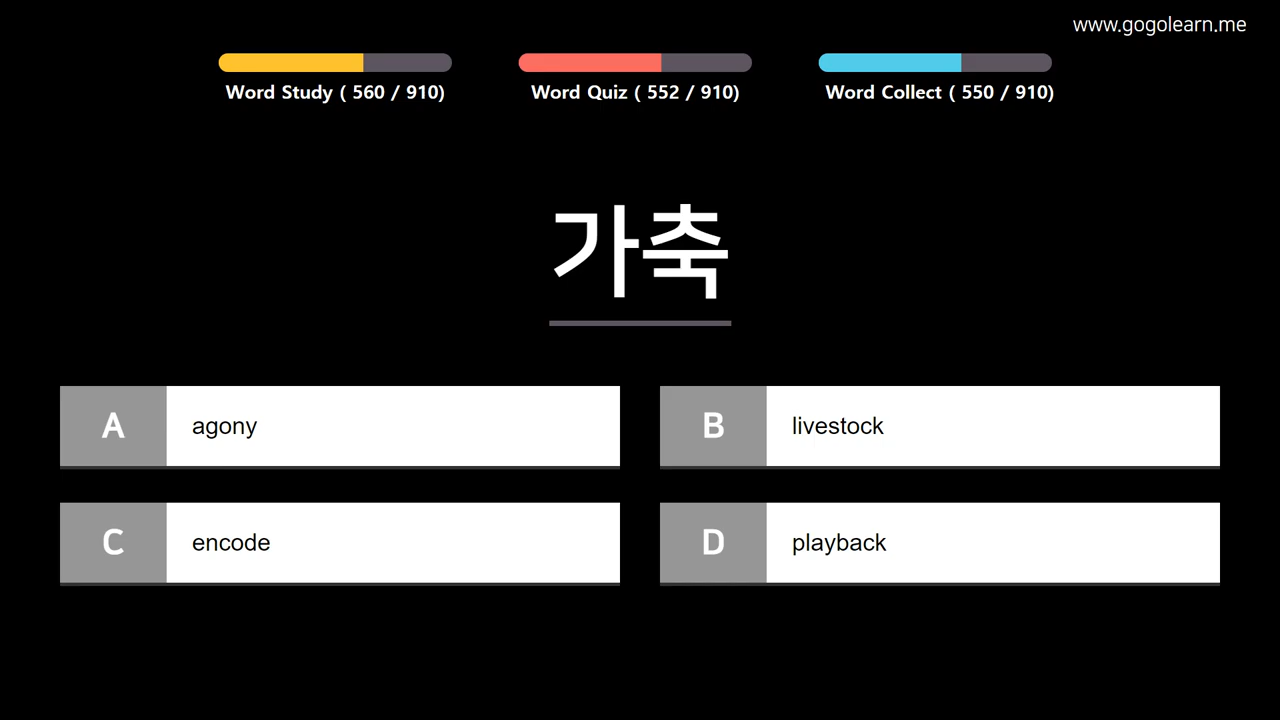 www.gogolearn.me
Word Study ( 560 / 910)
Word Quiz ( 552 / 910)
Word Collect ( 550 / 910)
가축
A agony
B livestock
C encode
D playback